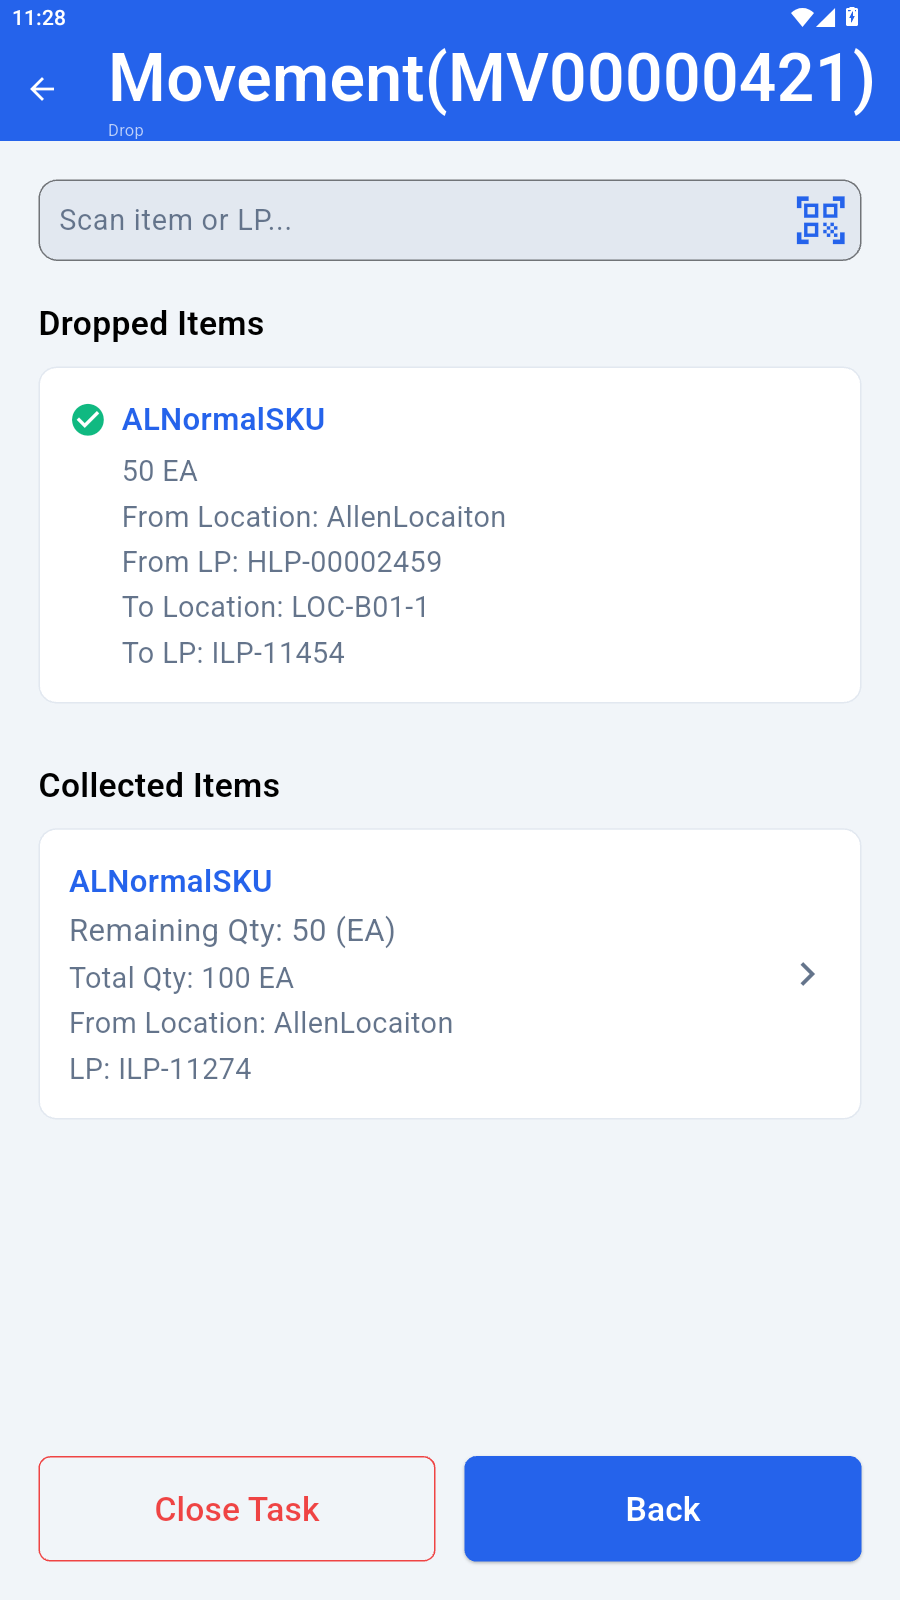 11:28
Movement(MV00000421)
Drop
Scan item or LP...
Dropped Items
ALNormalSKU
50 EA
From Location: AllenLocaiton
From LP: HLP-00002459
To Location: LOC-B01-1
To LP: ILP-11454
Collected Items
ALNormalSKU
Remaining Qty: 50 (EA)
Total Qty: 100 EA
From Location: AllenLocaiton
LP: ILP-11274
Close Task
Back